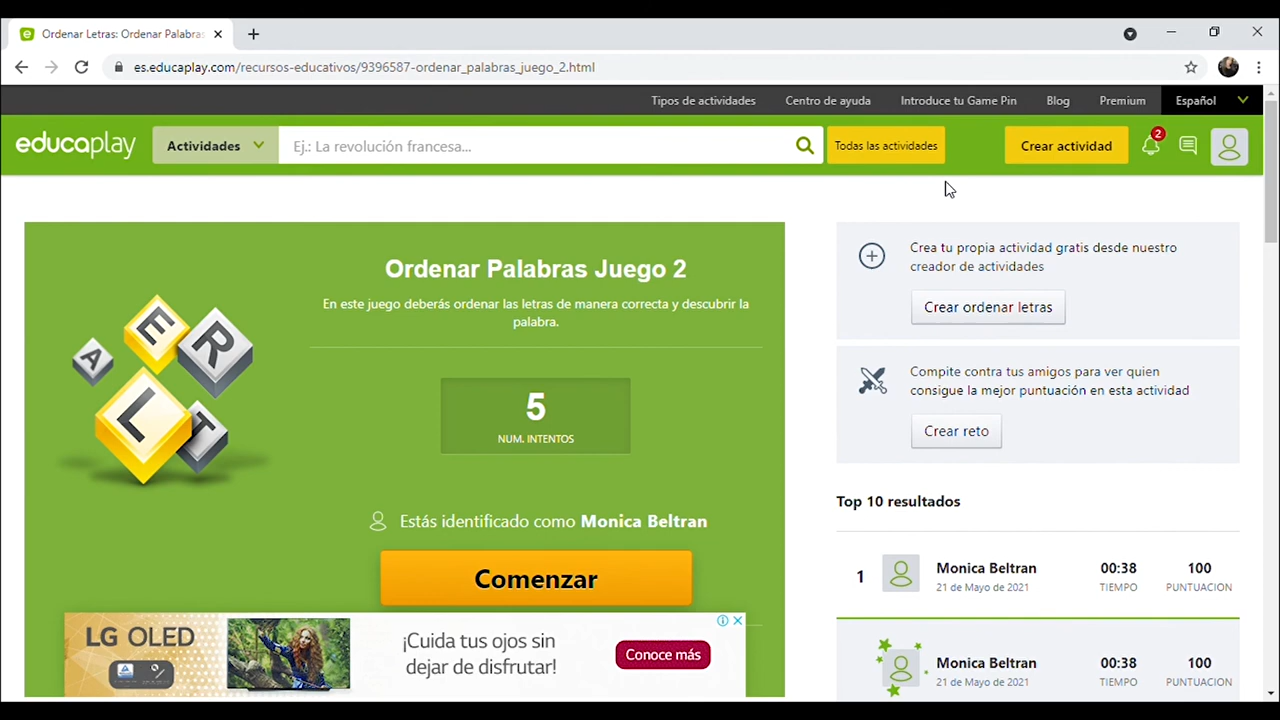 Ordenar Letras: Ordenar Palabras
es.educaplay.com/recursos-educativos/9396587-ordenar_palabras_juego_2.html
Tipos de actividades Centro de ayuda Introduce tu Game Pin Blog Premium Español
educaplay Actividades Ej.: La revolución francesa... Todas las actividades Crear actividad 2
Ordenar Palabras Juego 2
En este juego deberás ordenar las letras de manera correcta y descubrir la
palabra.
A E R L T
5
NUM. INTENTOS
Estás identificado como Monica Beltran
Comenzar
LG OLED
¡Cuida tus ojos sin
dejar de disfrutar!
Conoce más
Crea tu propia actividad gratis desde nuestro
creador de actividades
Crear ordenar letras
Compite contra tus amigos para ver quien
consigue la mejor puntuación en esta actividad
Crear reto
Top 10 resultados
1 Monica Beltran 00:38 100
21 de Mayo de 2021 TIEMPO PUNTUACION
Monica Beltran 00:38 100
21 de Mayo de 2021 TIEMPO PUNTUACION